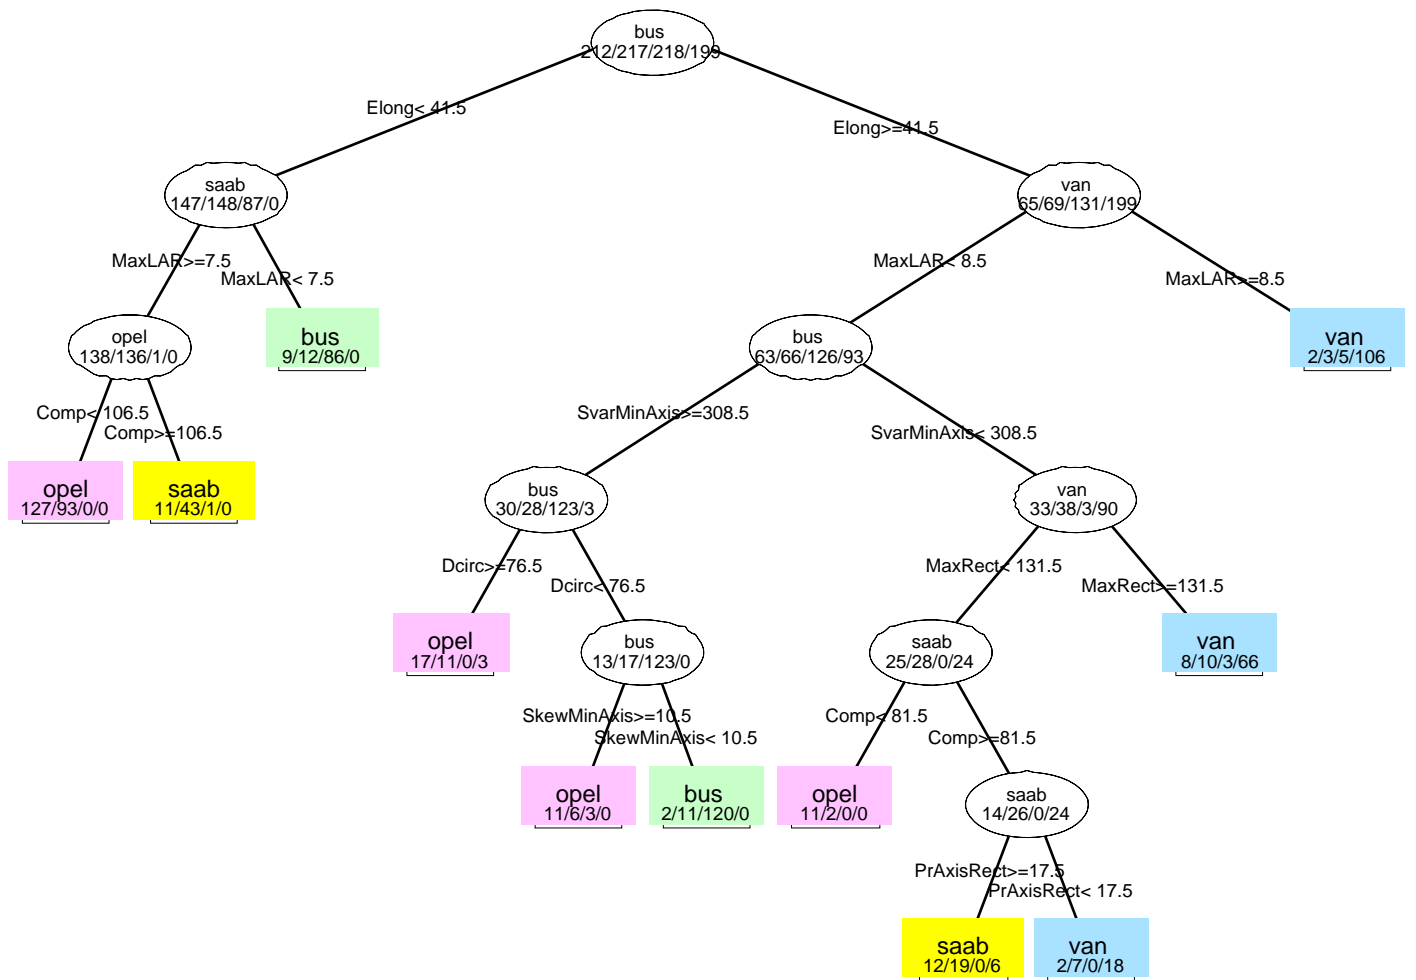 bus
212/217/218/199
Elong< 41.5
Elong>=41.5
saab
147/148/87/0
van
65/69/131/199
MaxLAR>=7.5
MaxLAR< 7.5
MaxLAR< 8.5
MaxLAR>=8.5
opel
138/136/1/0
bus
9/12/86/0
bus
63/66/126/93
van
2/3/5/106
Comp< 106.5
Comp>=106.5
SvarMinAxis>=308.5
SvarMinAxis< 308.5
opel
127/93/0/0
saab
11/43/1/0
bus
30/28/123/3
van
33/38/3/90
Dcirc>=76.5
Dcirc< 76.5
MaxRect< 131.5
MaxRect>=131.5
opel
17/11/0/3
bus
13/17/123/0
saab
25/28/0/24
van
8/10/3/66
SkewMinAxis>=10.5
SkewMinAxis< 10.5
Comp< 81.5
Comp>=81.5
opel
11/6/3/0
bus
2/11/120/0
opel
11/2/0/0
saab
14/26/0/24
PrAxisRect>=17.5
PrAxisRect< 17.5
saab
12/19/0/6
van
2/7/0/18